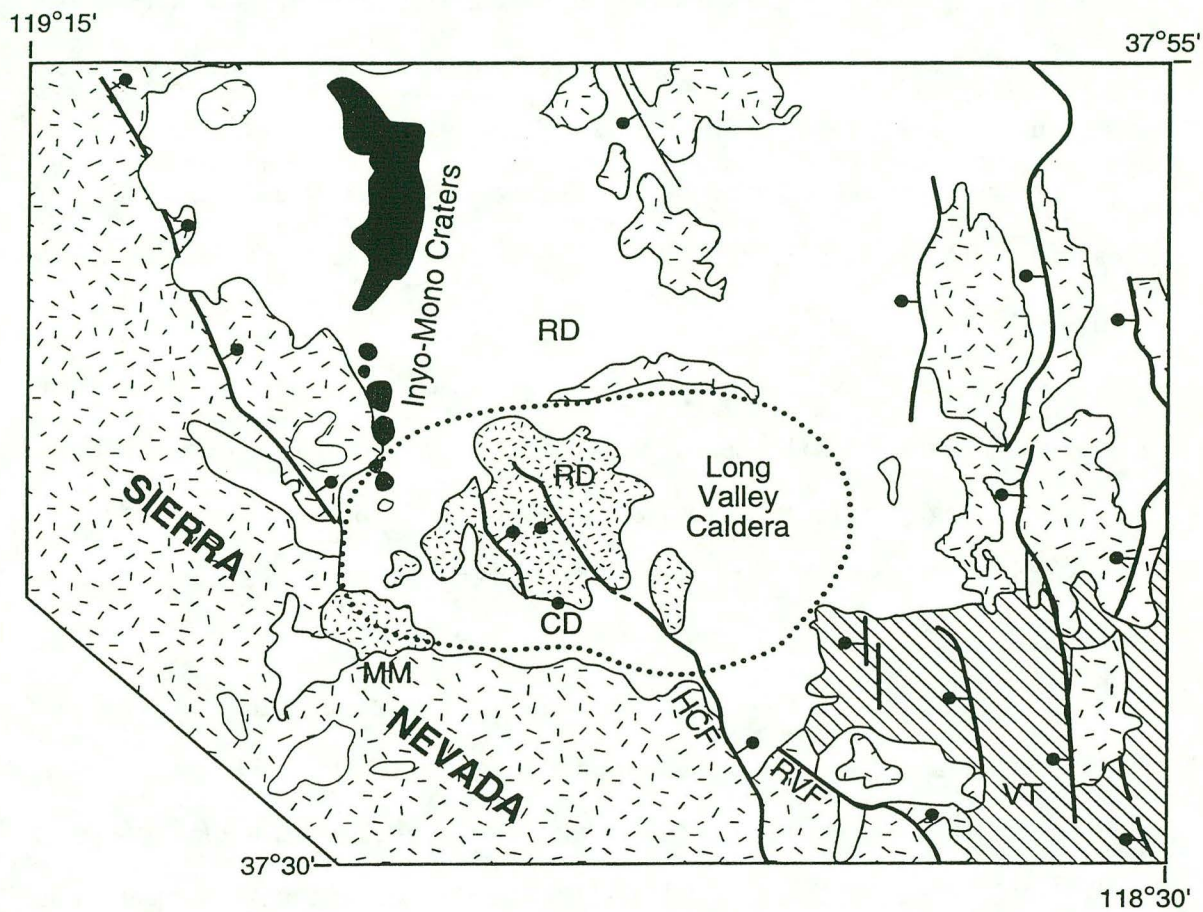 119°15'
37°55'
Inyo-Mono Craters
RD
RD
Long
Valley
Caldera
SIERRA
CD
MM
NEVADA
HCF
RVF
VT
37°30'
118°30'